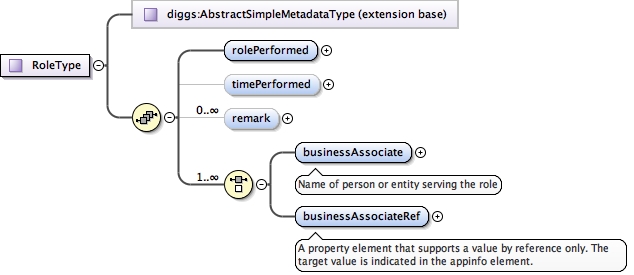 diggs:AbstractSimpleMetadataType (extension base)
RoleType
rolePerformed
timePerformed
0..∞
remark
1..∞
businessAssociate
Name of person or entity serving the role
businessAssociateRef
A property element that supports a value by reference only. The
target value is indicated in the appinfo element.